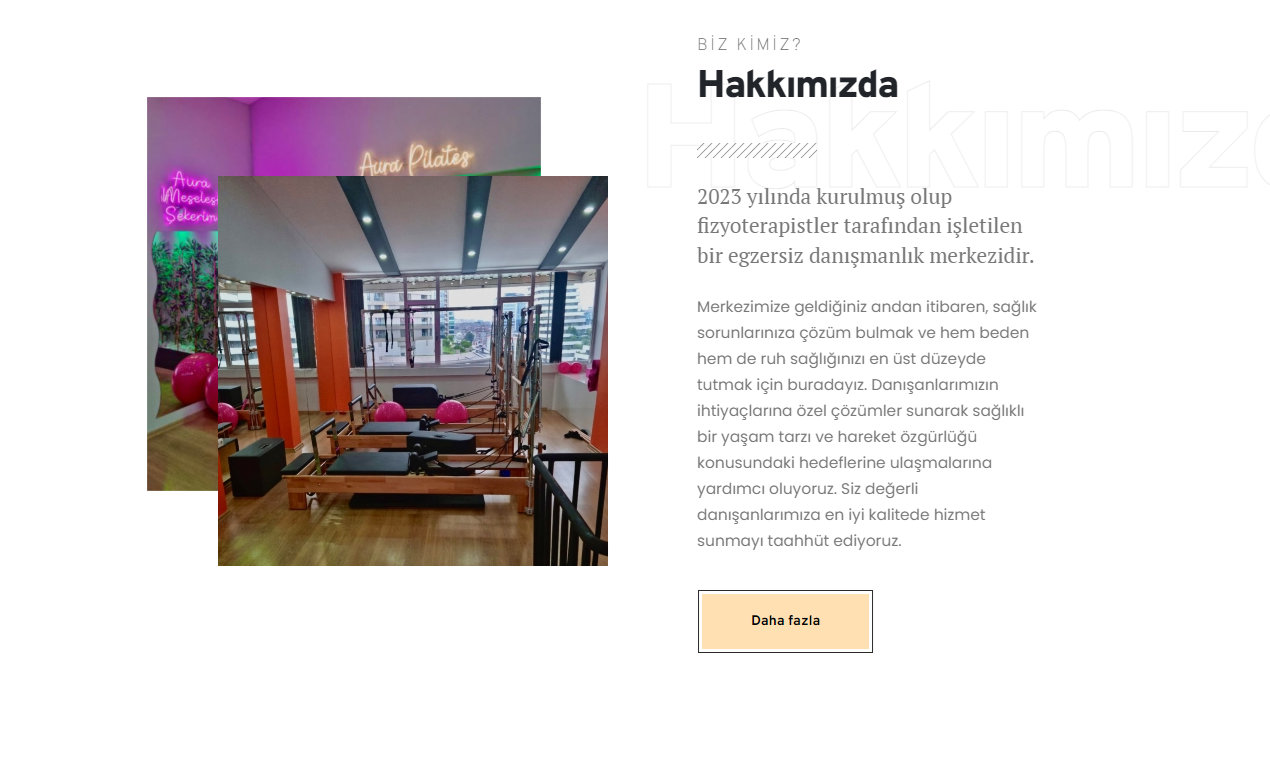 BİZ KİMİZ?
Hakkımızda
Aura Pilates
Aura
Meselesi
Şekerim
2023 yılında kurulmuş olup
fizyoterapistler tarafından işletilen
bir egzersiz danışmanlık merkezidir.
Merkezimize geldiğiniz andan itibaren, sağlık
sorunlarınıza çözüm bulmak ve hem beden
hem de ruh sağlığınızı en üst düzeyde
tutmak için buradayız. Danışanlarımızın
ihtiyaçlarına özel çözümler sunarak sağlıklı
bir yaşam tarzı ve hareket özgürlüğü
konusundaki hedeflerine ulaşmalarına
yardımcı oluyoruz. Siz değerli
danışanlarımıza en iyi kalitede hizmet
sunmayı taahhüt ediyoruz.
Daha fazla